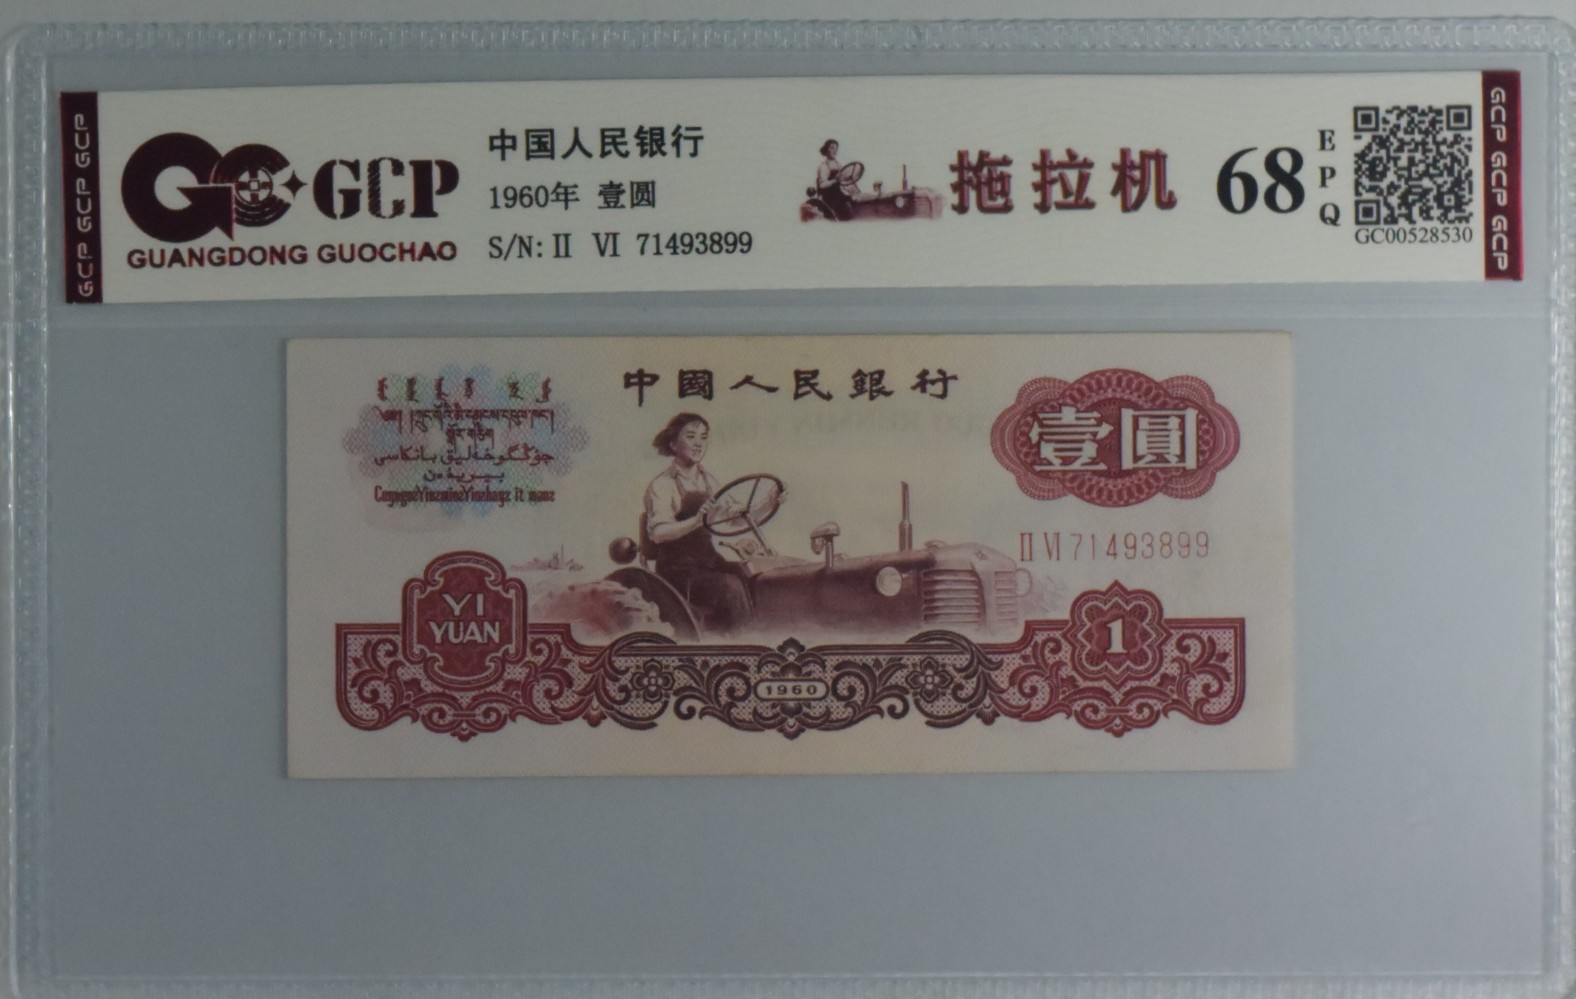 GCP GCP GCP
GCP
GUANGDONG GUOCHAO
中国人民银行
1960年 壹圆
S/N: II VI 71493899
拖拉机
68
EPQ
GC00528530
GCP GCP GCP
中國人民銀行
壹圓
II VI 71493899
YI
YUAN
1960
1